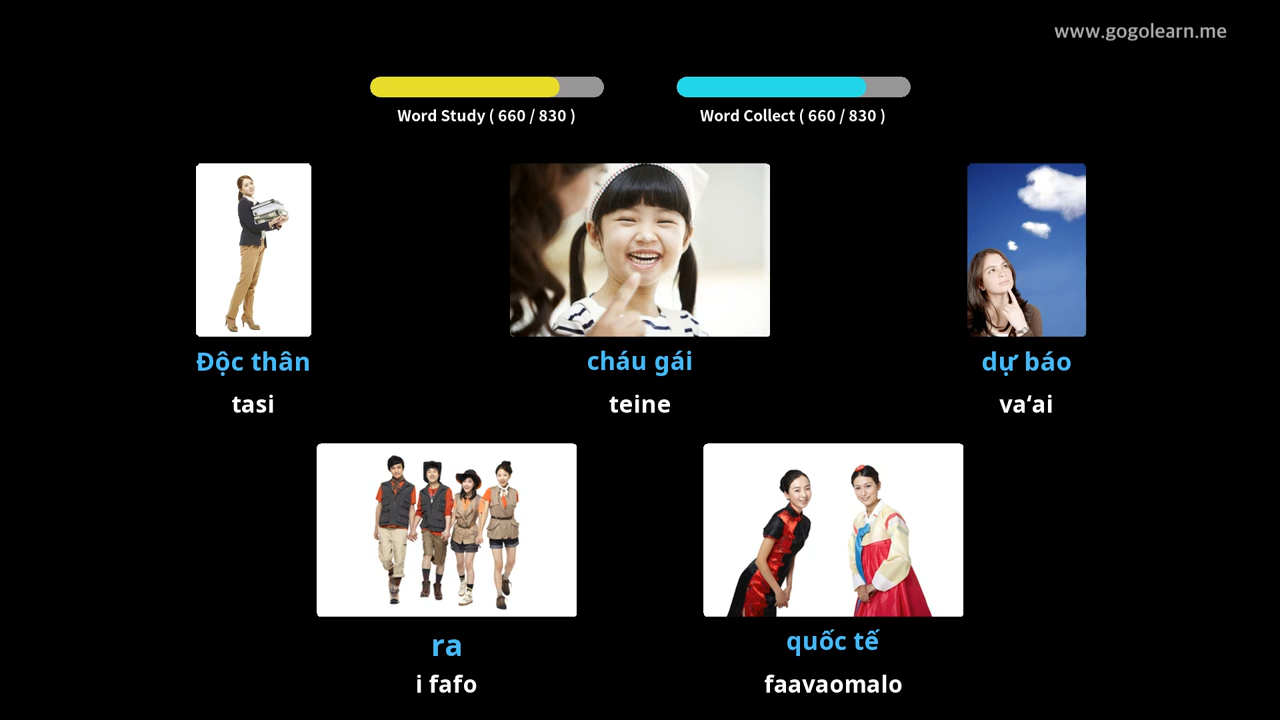 www.gogolearn.me
Word Study ( 660 / 830 )
Word Collect ( 660 / 830 )
Độc thân
tasi
cháu gái
teine
dự báo
va‘ai
ra
i fafo
quốc tế
faavaomalo